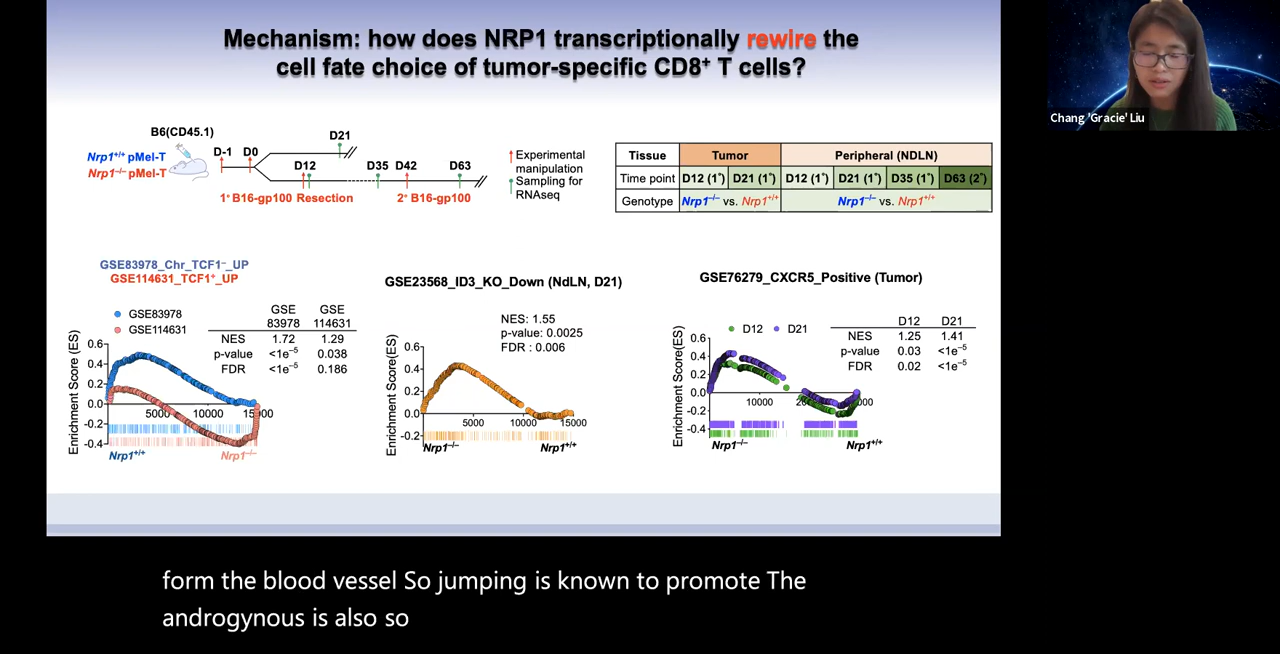 Mechanism: how does NRP1 transcriptionally rewire the
cell fate choice of tumor-specific CD8⁺ T cells?
Chang 'Gracie' Liu
B6(CD45.1)
Nrp1⁺/⁺ pMel-T
Nrp1⁻/⁻ pMel-T
D-1 D0 D21
D12 D35 D42 D63
1° B16-gp100 Resection 2° B16-gp100
Experimental
manipulation
Sampling for
RNAseq
Tissue Tumor Peripheral (NDLN)
Time point D12 (1°) D21 (1°) D12 (1°) D21 (1°) D35 (1°) D63 (2°)
Genotype Nrp1⁻/⁻ vs. Nrp1⁺/⁺ Nrp1⁻/⁻ vs. Nrp1⁺/⁺
GSE83978_Chr_TCF1⁻_UP
GSE114631_TCF1⁺_UP
GSE83978
GSE114631
GSE GSE
83978 114631
NES 1.72 1.29
p-value <1e⁻⁵ 0.038
FDR <1e⁻⁵ 0.186
Enrichment Score (ES)
0.6
0.4
0.2
0.0
-0.2
-0.4
5000 10000 15000
Nrp1⁺/⁺ Nrp1⁻/⁻
GSE23568_ID3_KO_Down (NdLN, D21)
NES: 1.55
p-value: 0.0025
FDR : 0.006
Enrichment Score(ES)
0.6
0.4
0.2
0.0
-0.2
5000 10000 15000
Nrp1⁻/⁻ Nrp1⁺/⁺
GSE76279_CXCR5_Positive (Tumor)
D12 D21
D12 D21
NES 1.25 1.41
p-value 0.03 <1e⁻⁵
FDR 0.02 <1e⁻⁵
Enrichment Score(ES)
0.6
0.4
0.2
0.0
-0.2
-0.4
10000
Nrp1⁻/⁻ Nrp1⁺/⁺
form the blood vessel So jumping is known to promote The
androgynous is also so